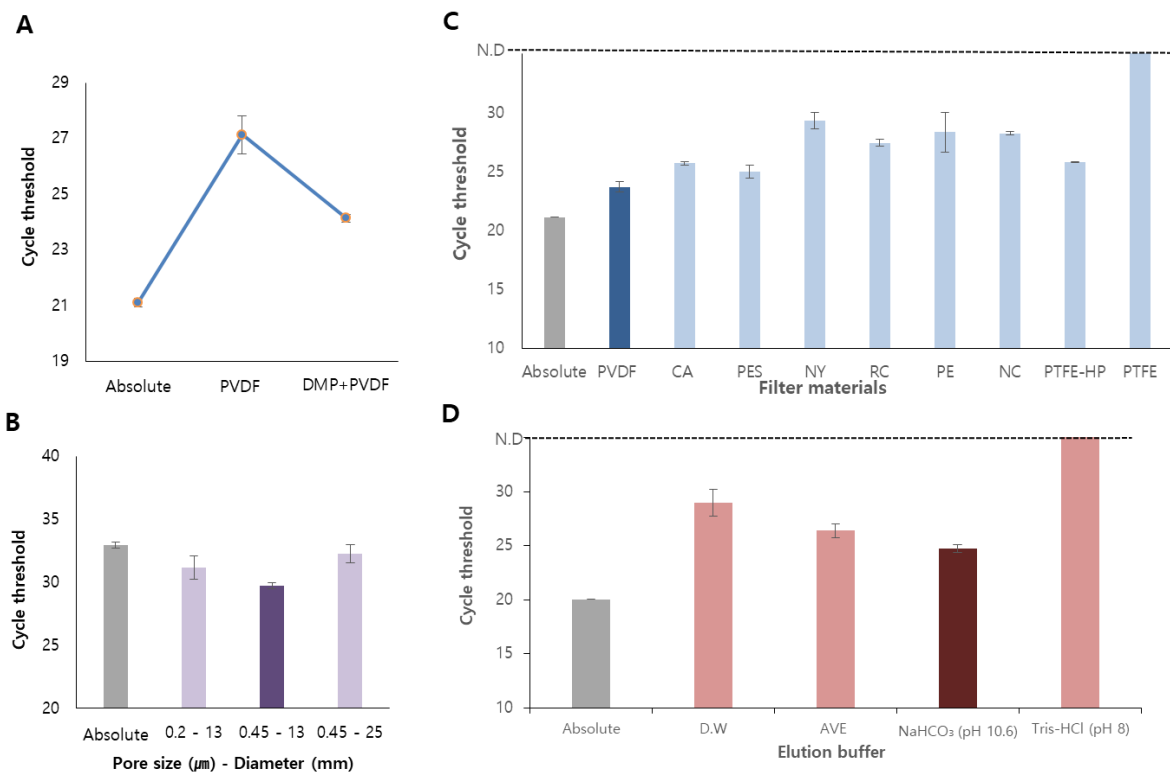 A
29
27
25
23
21
19
Cycle threshold
Absolute PVDF DMP+PVDF
B
40
35
30
25
20
Cycle threshold
Absolute 0.2 - 13 0.45 - 13 0.45 - 25
Pore size (㎛) - Diameter (mm)
C
N.D
30
25
20
15
10
Cycle threshold
Absolute PVDF CA PES NY RC PE NC PTFE-HP PTFE
Filter materials
D
N.D
30
25
20
15
10
Cycle threshold
Absolute D.W AVE NaHCO₃ (pH 10.6) Tris-HCl (pH 8)
Elution buffer